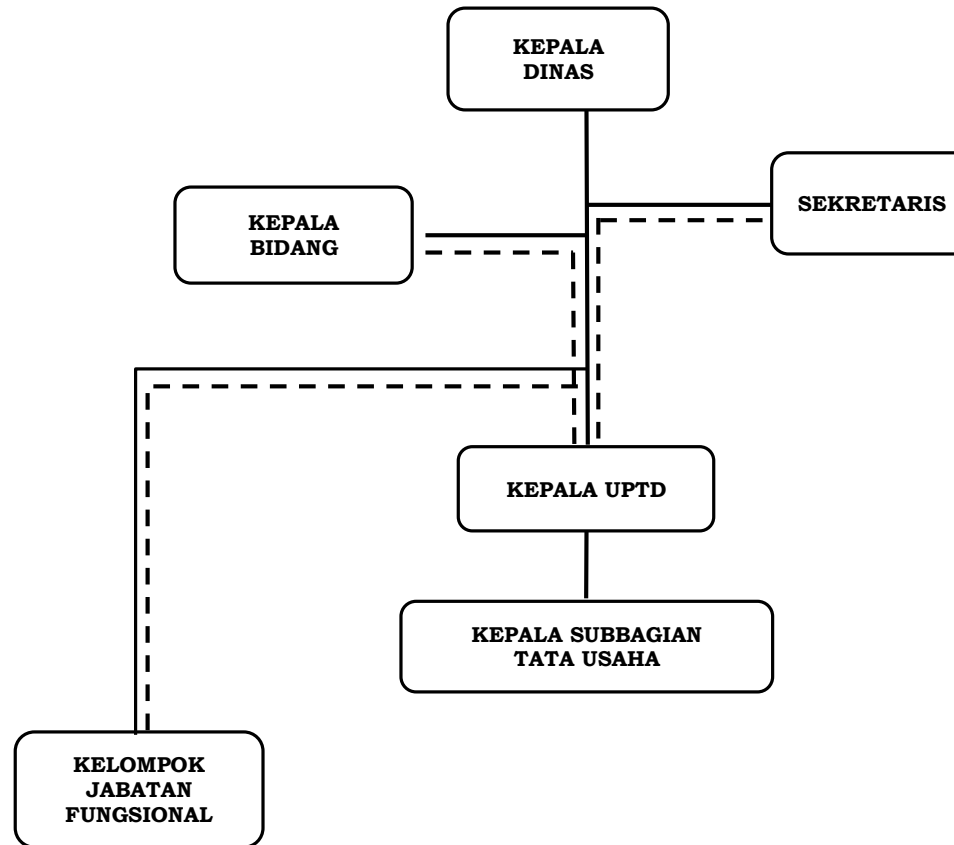 KEPALA
DINAS
SEKRETARIS
KEPALA
BIDANG
KEPALA UPTD
KEPALA SUBBAGIAN
TATA USAHA
KELOMPOK
JABATAN
FUNGSIONAL